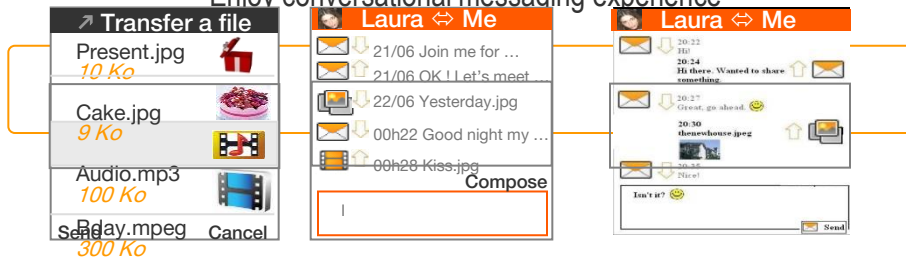 Enjoy conversational messaging experience
Transfer a file
Present.jpg
10 Ko
Cake.jpg
9 Ko
Audio.mp3
100 Ko
Bday.mpeg
300 Ko
Send
Cancel
Laura ⇔ Me
21/06 Join me for …
21/06 OK ! Let's meet …
22/06 Yesterday.jpg
00h22 Good night my …
00h28 Kiss.jpg
Compose
Laura ⇔ Me
20:22
Hi!
20:24
Hi there. Wanted to share
something.
20:27
Great, go ahead.
20:30
thenewhouse.jpeg
20:35
Nice!
Isn't it?
Send